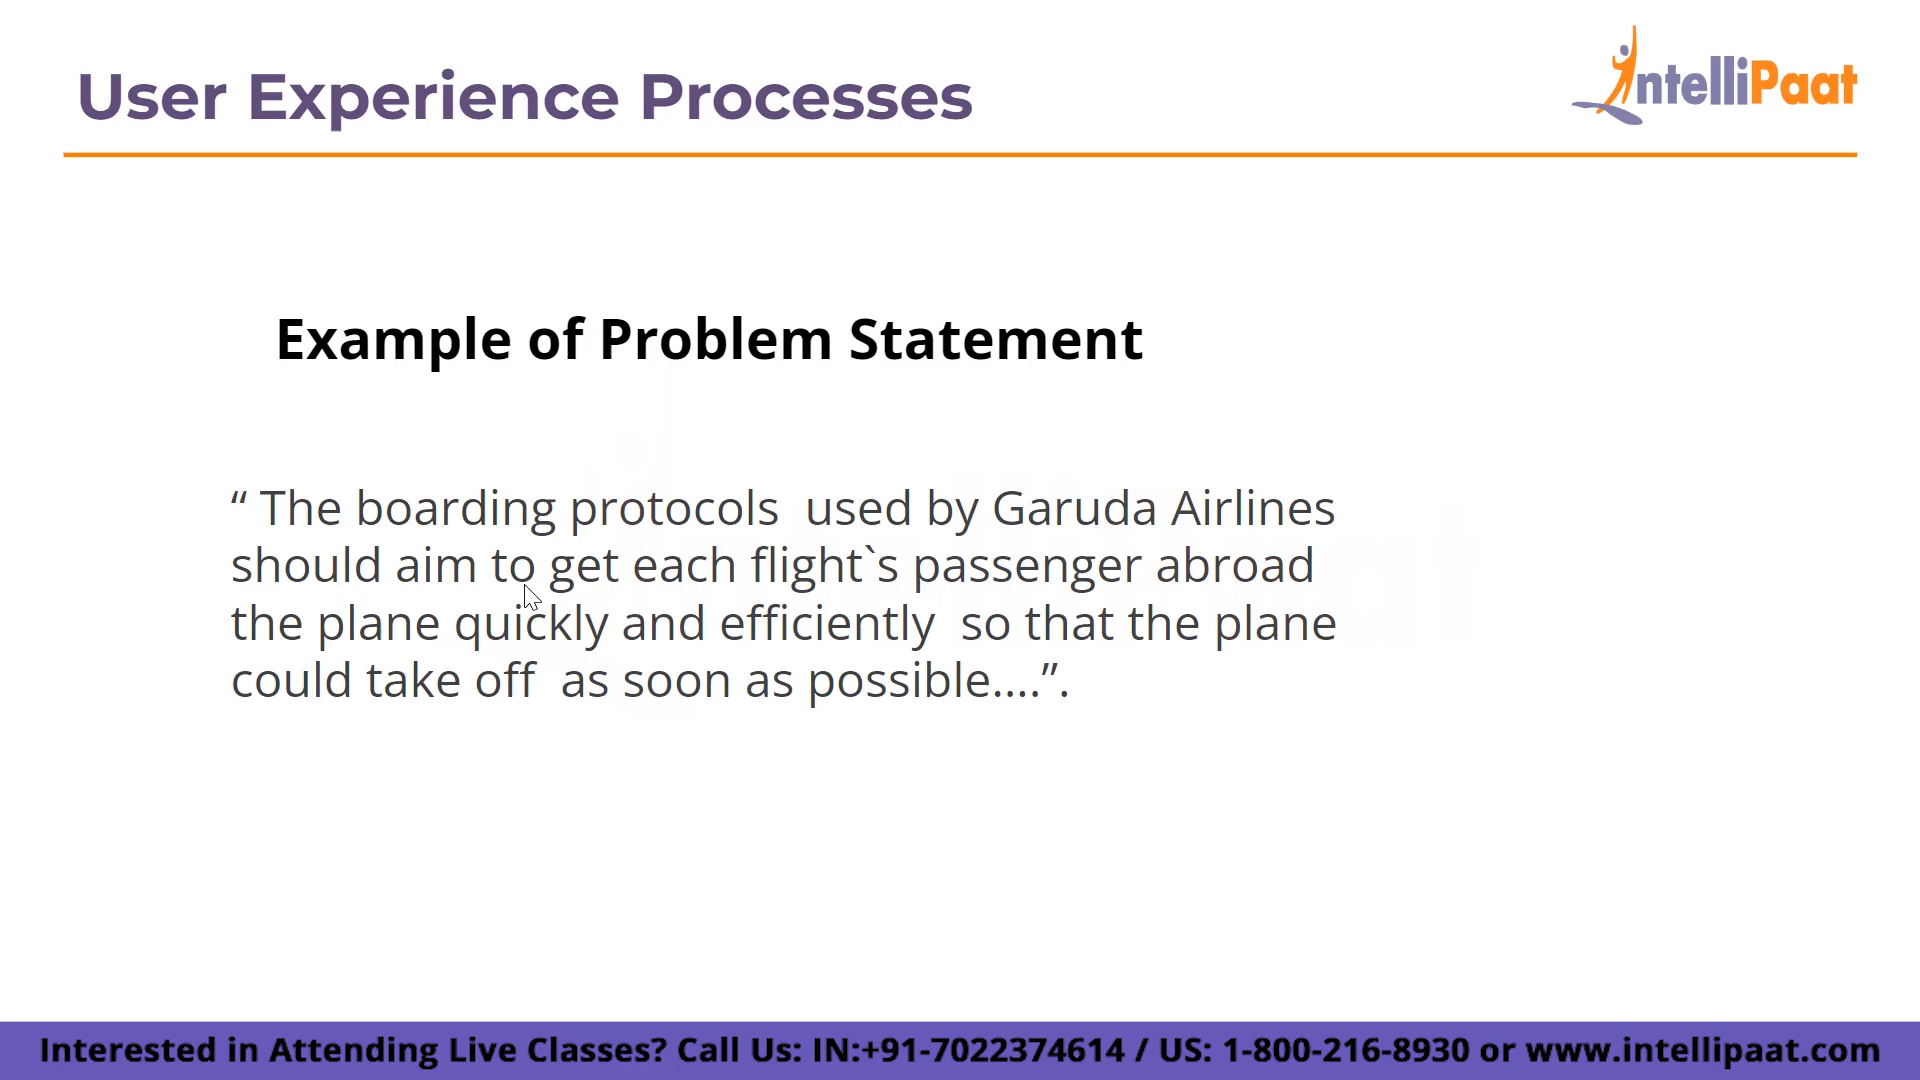 User Experience Processes
IntelliPaat
Example of Problem Statement
“ The boarding protocols  used by Garuda Airlines
should aim to get each flight`s passenger abroad
the plane quickly and efficiently  so that the plane
could take off  as soon as possible....”.
Interested in Attending Live Classes? Call Us: IN:+91-7022374614 / US: 1-800-216-8930 or www.intellipaat.com